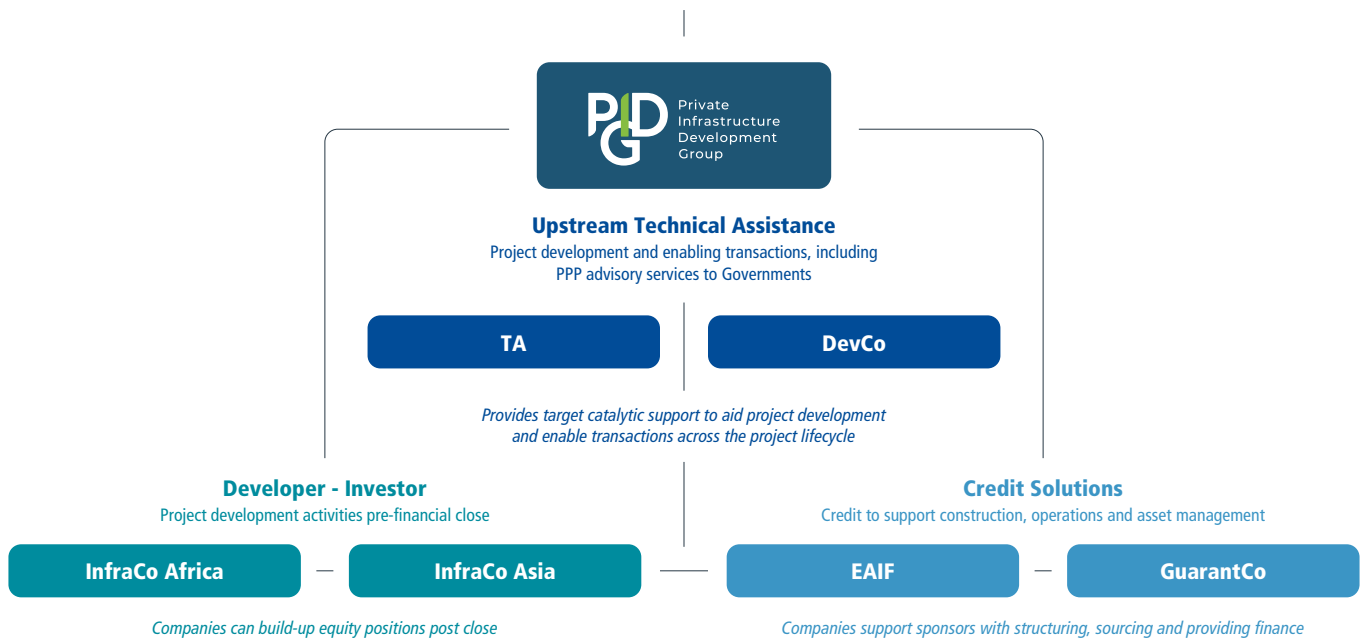 PIDG
Private
Infrastructure
Development
Group
Upstream Technical Assistance
Project development and enabling transactions, including
PPP advisory services to Governments
TA
DevCo
Provides target catalytic support to aid project development
and enable transactions across the project lifecycle
Developer - Investor
Project development activities pre-financial close
InfraCo Africa
InfraCo Asia
Companies can build-up equity positions post close
Credit Solutions
Credit to support construction, operations and asset management
EAIF
GuarantCo
Companies support sponsors with structuring, sourcing and providing finance